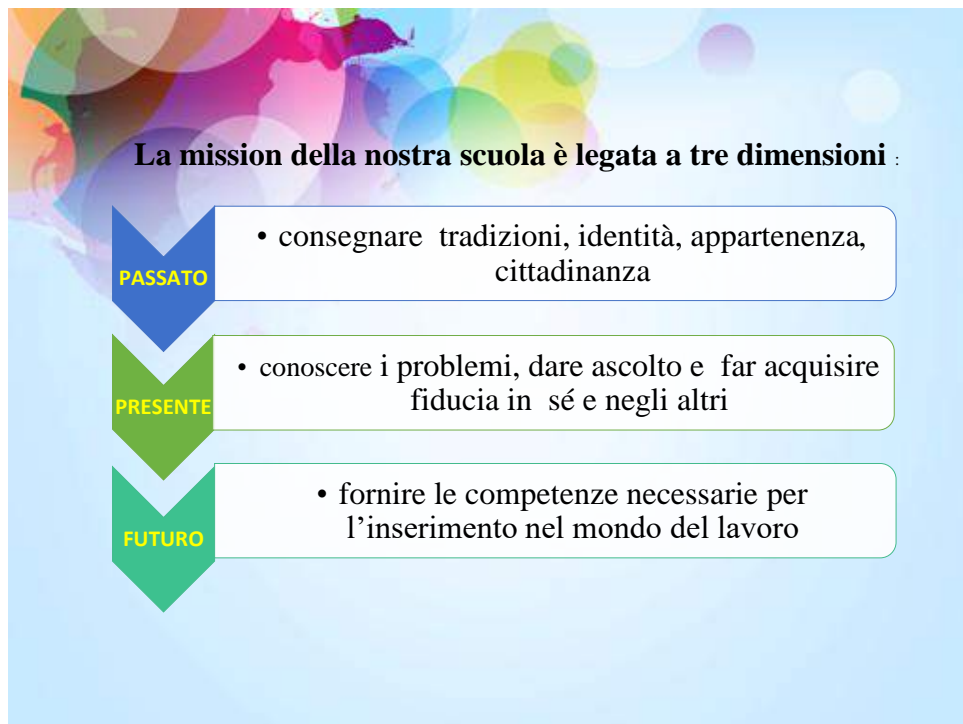 La mission della nostra scuola è legata a tre dimensioni :
PASSATO
• consegnare tradizioni, identità, appartenenza,
cittadinanza
PRESENTE
• conoscere i problemi, dare ascolto e far acquisire
fiducia in sé e negli altri
FUTURO
• fornire le competenze necessarie per
l’inserimento nel mondo del lavoro